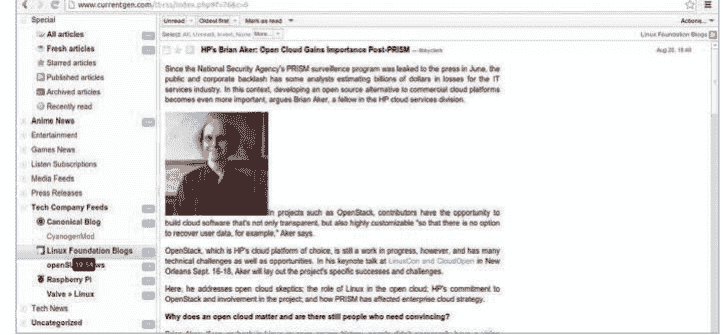 www.currentgen.com/tt-rss/index.php#f=76&c=0
Unread Oldest first Mark as read Actions...
Select: All, Unread, Invert, None More... Linux Foundation Blogs
Special
All articles
Fresh articles
Starred articles
Published articles
Archived articles
Recently read
Anime News
Entertainment
Games News
Listen Subscriptions
Media Feeds
Press Releases
Tech Company Feeds
Canonical Blog
CyanogenMod
Linux Foundation Blogs
Raspberry Pi
Valve » Linux
Tech News
Uncategorized
HP's Brian Aker: Open Cloud Gains Importance Post-PRISM
Since the National Security Agency's PRISM surveillence program was leaked to the press in June, the
public and corporate backlash has some analysts estimating billions of dollars in losses for the IT
services industry. In this context, developing an open source alternative to commercial cloud platforms
becomes even more important, argues Brian Aker, a fellow in the HP cloud services division.
In projects such as OpenStack, contributors have the opportunity to
build cloud software that's not only transparent, but also highly customizable "so that there is no option
to recover user data, for example," Aker says.
OpenStack, which is HP's cloud platform of choice, is still a work in progress, however, and has many
technical challenges as well as opportunities. In his keynote talk at LinuxCon and CloudOpen in New
Orleans Sept. 16-18, Aker will lay out the project's specific successes and challenges.
Here, he addresses open cloud skeptics; the role of Linux in the open cloud; HP's commitment to
OpenStack and involvement in the project; and how PRISM has affected enterprise cloud strategy.
Why does an open cloud matter and are there still people who need convincing?